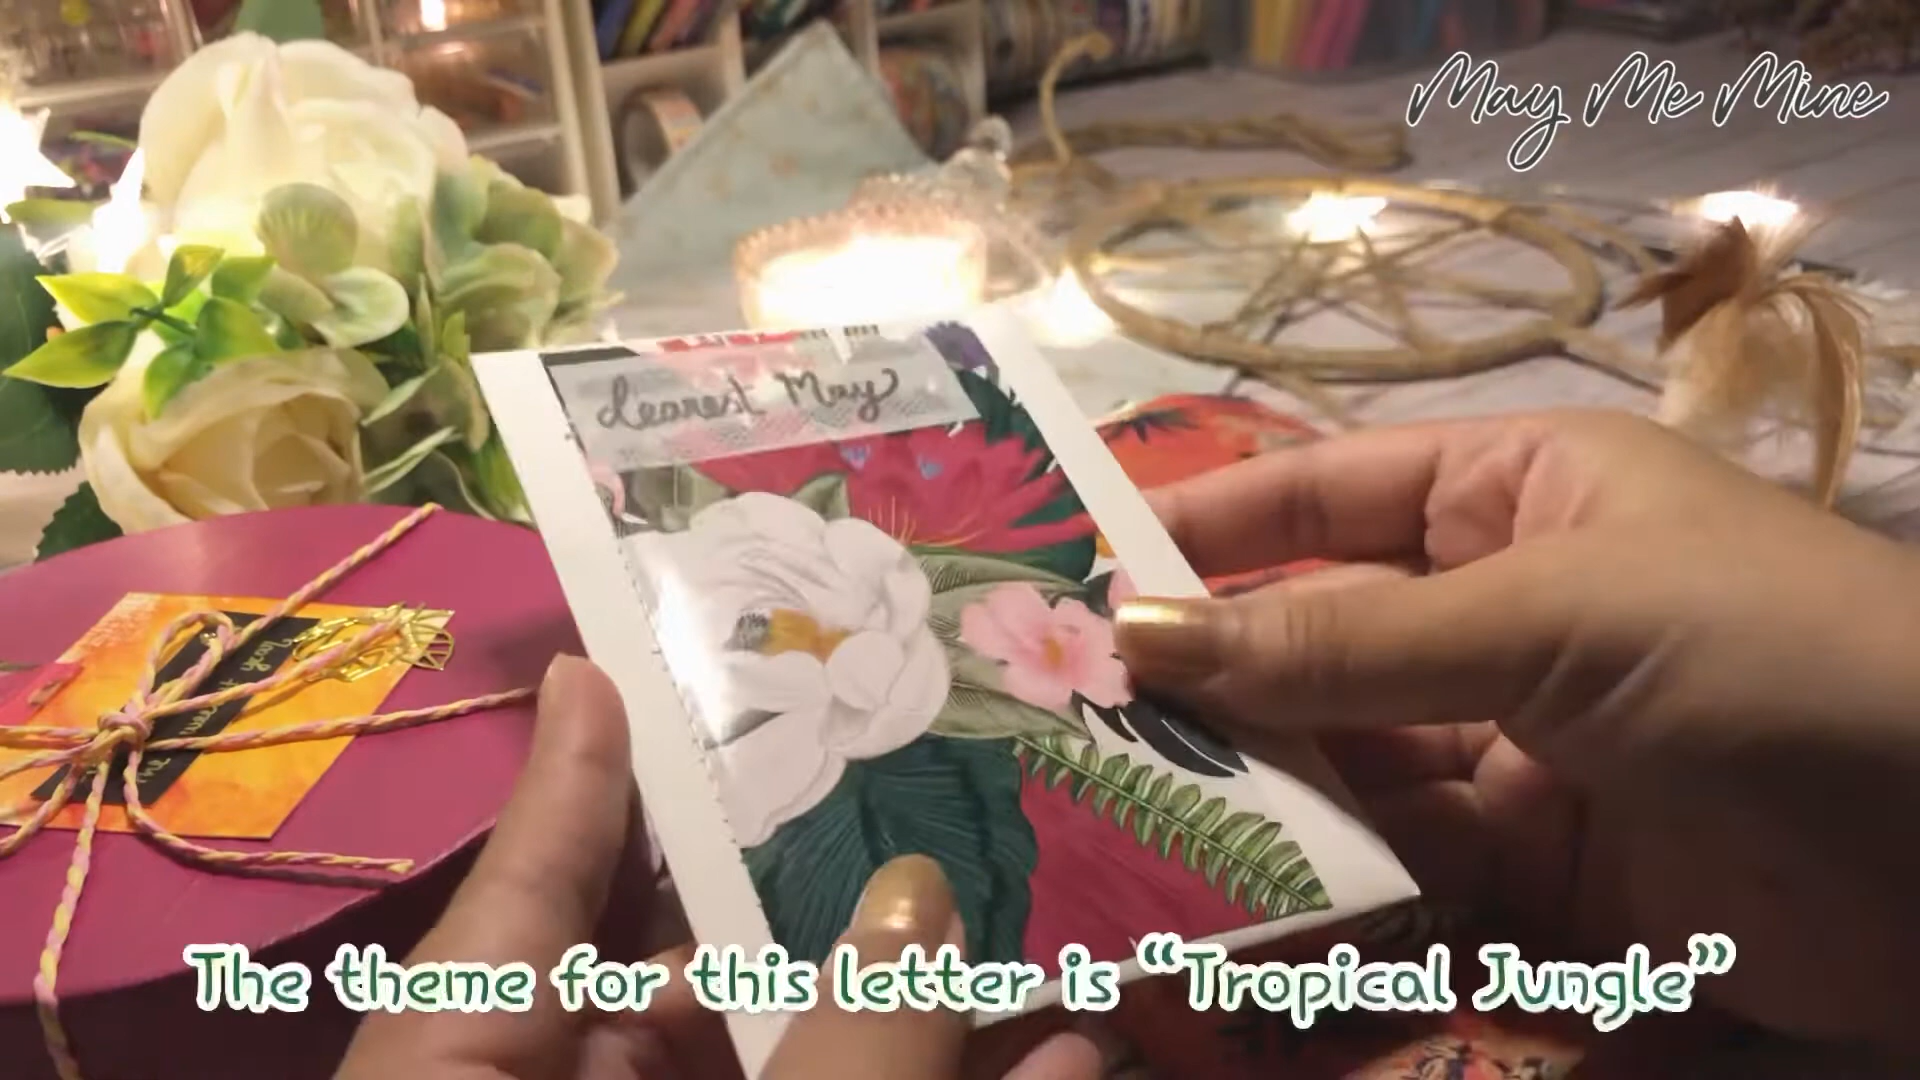 May Me Mine
dearest May
The theme for this letter is “Tropical Jungle”